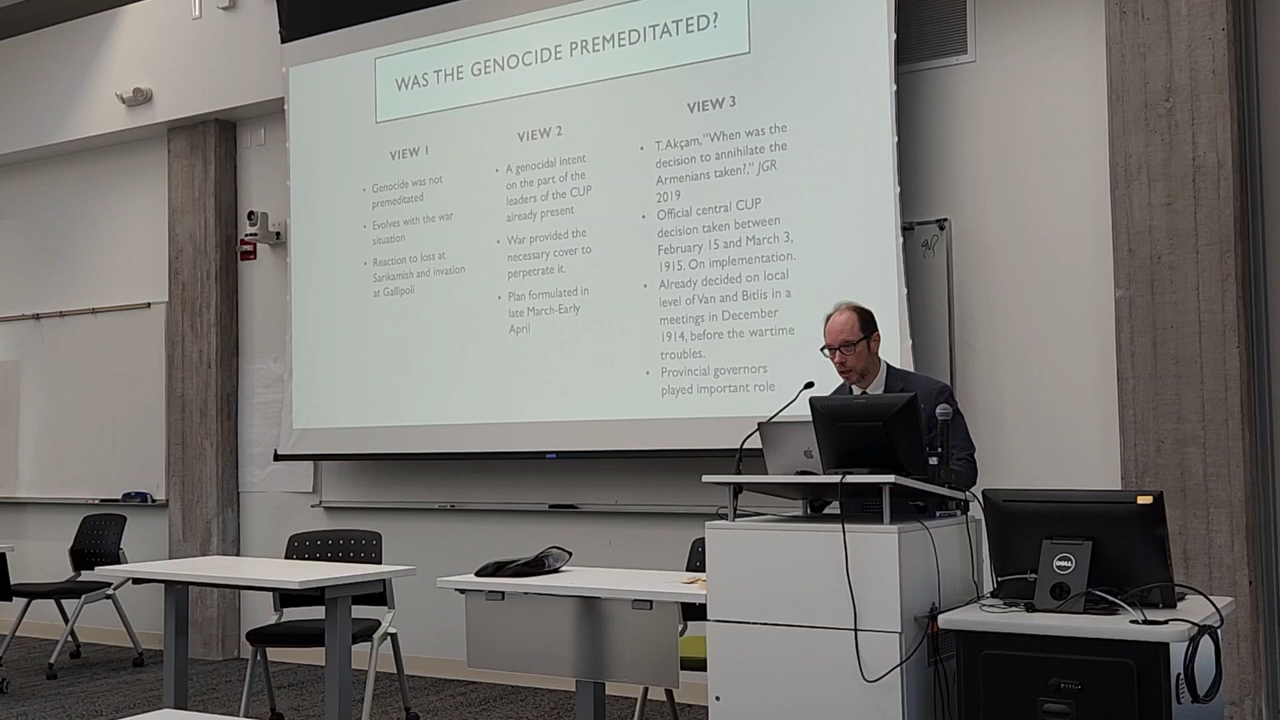 WAS THE GENOCIDE PREMEDITATED?
VIEW 1
• Genocide was not
premeditated
• Evolves with the war
situation
• Reaction to loss at
Sarikamish and invasion
at Gallipoli
VIEW 2
• A genocidal intent
on the part of the
leaders of the CUP
already present
• War provided the
necessary cover to
perpetrate it.
• Plan formulated in
late March-Early
April
VIEW 3
• T. Akçam, "When was the
decision to annihilate the
Armenians taken?," JGR
2019
• Official central CUP
decision taken between
February 15 and March 3,
1915. On implementation.
• Already decided on local
level of Van and Bitlis in a
meetings in December
1914, before the wartime
troubles.
• Provincial governors
played important role
DELL